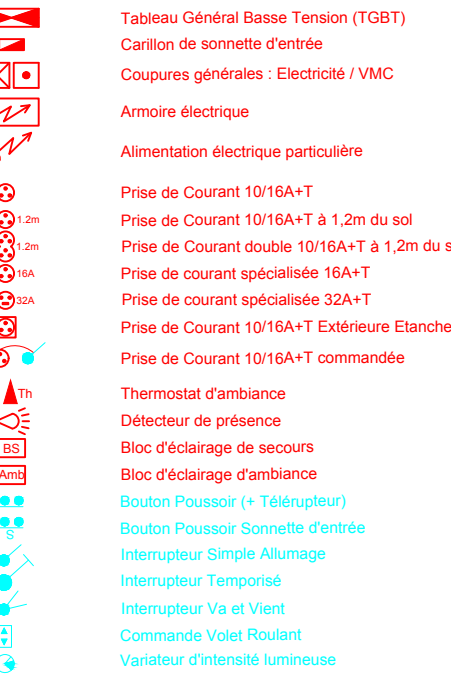 Tableau Général Basse Tension (TGBT)
Carillon de sonnette d'entrée
Coupures générales : Electricité / VMC
Armoire électrique
Alimentation électrique particulière
Prise de Courant 10/16A+T
1.2m Prise de Courant 10/16A+T à 1,2m du sol
1.2m Prise de Courant double 10/16A+T à 1,2m du s
16A Prise de courant spécialisée 16A+T
32A Prise de courant spécialisée 32A+T
Prise de Courant 10/16A+T Extérieure Etanche
Prise de Courant 10/16A+T commandée
Th Thermostat d'ambiance
Détecteur de présence
BS Bloc d'éclairage de secours
Amb Bloc d'éclairage d'ambiance
Bouton Poussoir (+ Télérupteur)
S Bouton Poussoir Sonnette d'entrée
Interrupteur Simple Allumage
Interrupteur Temporisé
Interrupteur Va et Vient
Commande Volet Roulant
Variateur d'intensité lumineuse